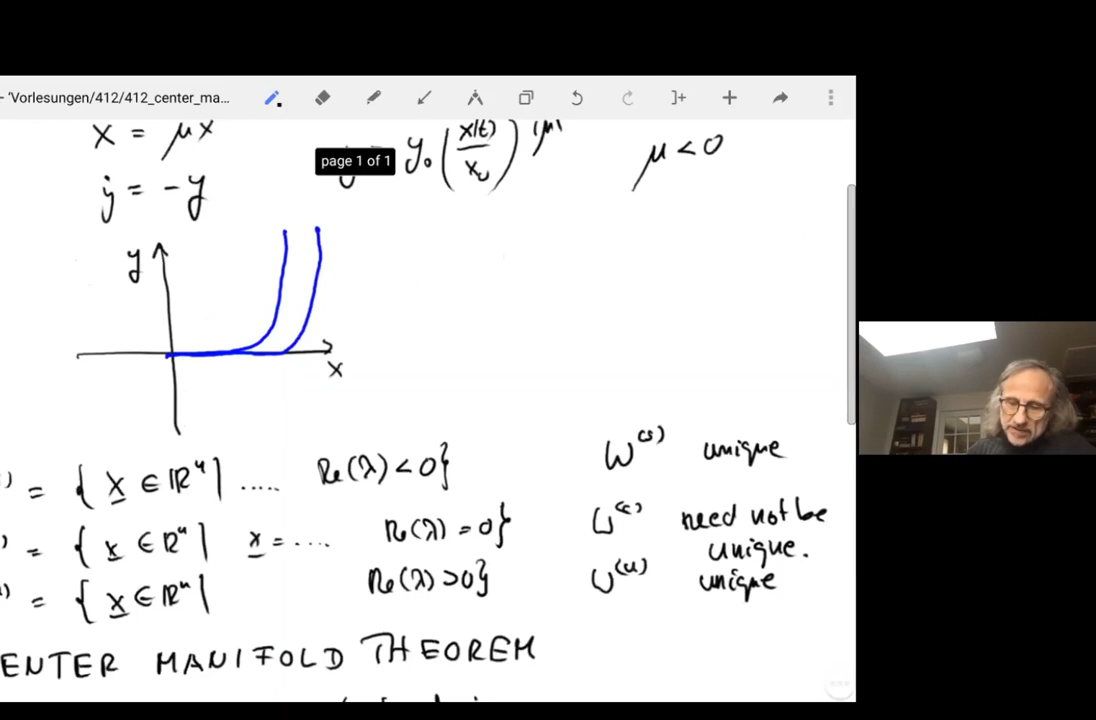 – 'Vorlesungen/412/412_center_ma...
page 1 of 1
ẋ = μx
y₀ (x(t)/x₀)^|μ|
μ < 0
ẏ = −y
y
x
) = { x ∈ ℝⁿ | ..... Re(λ) < 0}
W⁽ˢ⁾ unique
) = { x ∈ ℝⁿ | x = .... Re(λ) = 0}
W⁽ᶜ⁾ need not be
unique.
) = { x ∈ ℝⁿ | Re(λ) > 0}
W⁽ᵘ⁾ unique
ENTER MANIFOLD THEOREM